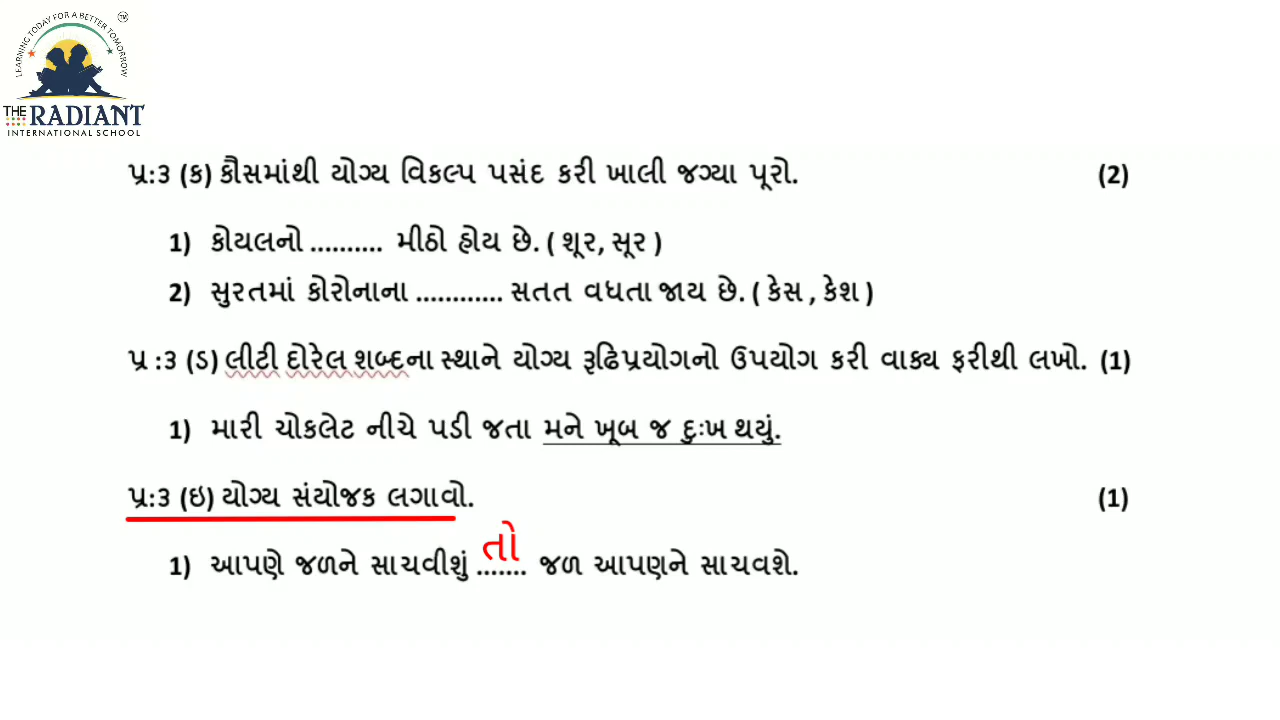 LEARNING TODAY FOR A BETTER TOMORROW
TM
THE RADIANT
INTERNATIONAL SCHOOL
પ્ર:૩ (ક) કૌસમાંથી યોગ્ય વિકલ્પ પસંદ કરી ખાલી જગ્યા પૂરો. (2)
1) કોયલનો .......... મીઠો હોય છે. ( શૂર, સૂર )
2) સુરતમાં કોરોનાના ............ સતત વધતા જાય છે. ( કેસ , કેશ )
પ્ર :૩ (ડ) લીટી દોરેલ શબ્દના સ્થાને યોગ્ય રૂઢિપ્રયોગનો ઉપયોગ કરી વાક્ય ફરીથી લખો. (1)
1) મારી ચોકલેટ નીચે પડી જતા મને ખૂબ જ દુઃખ થયું.
પ્ર:૩ (ઇ) યોગ્ય સંયોજક લગાવો. (1)
તો
1) આપણે જળને સાચવીશું ....... જળ આપણને સાચવશે.